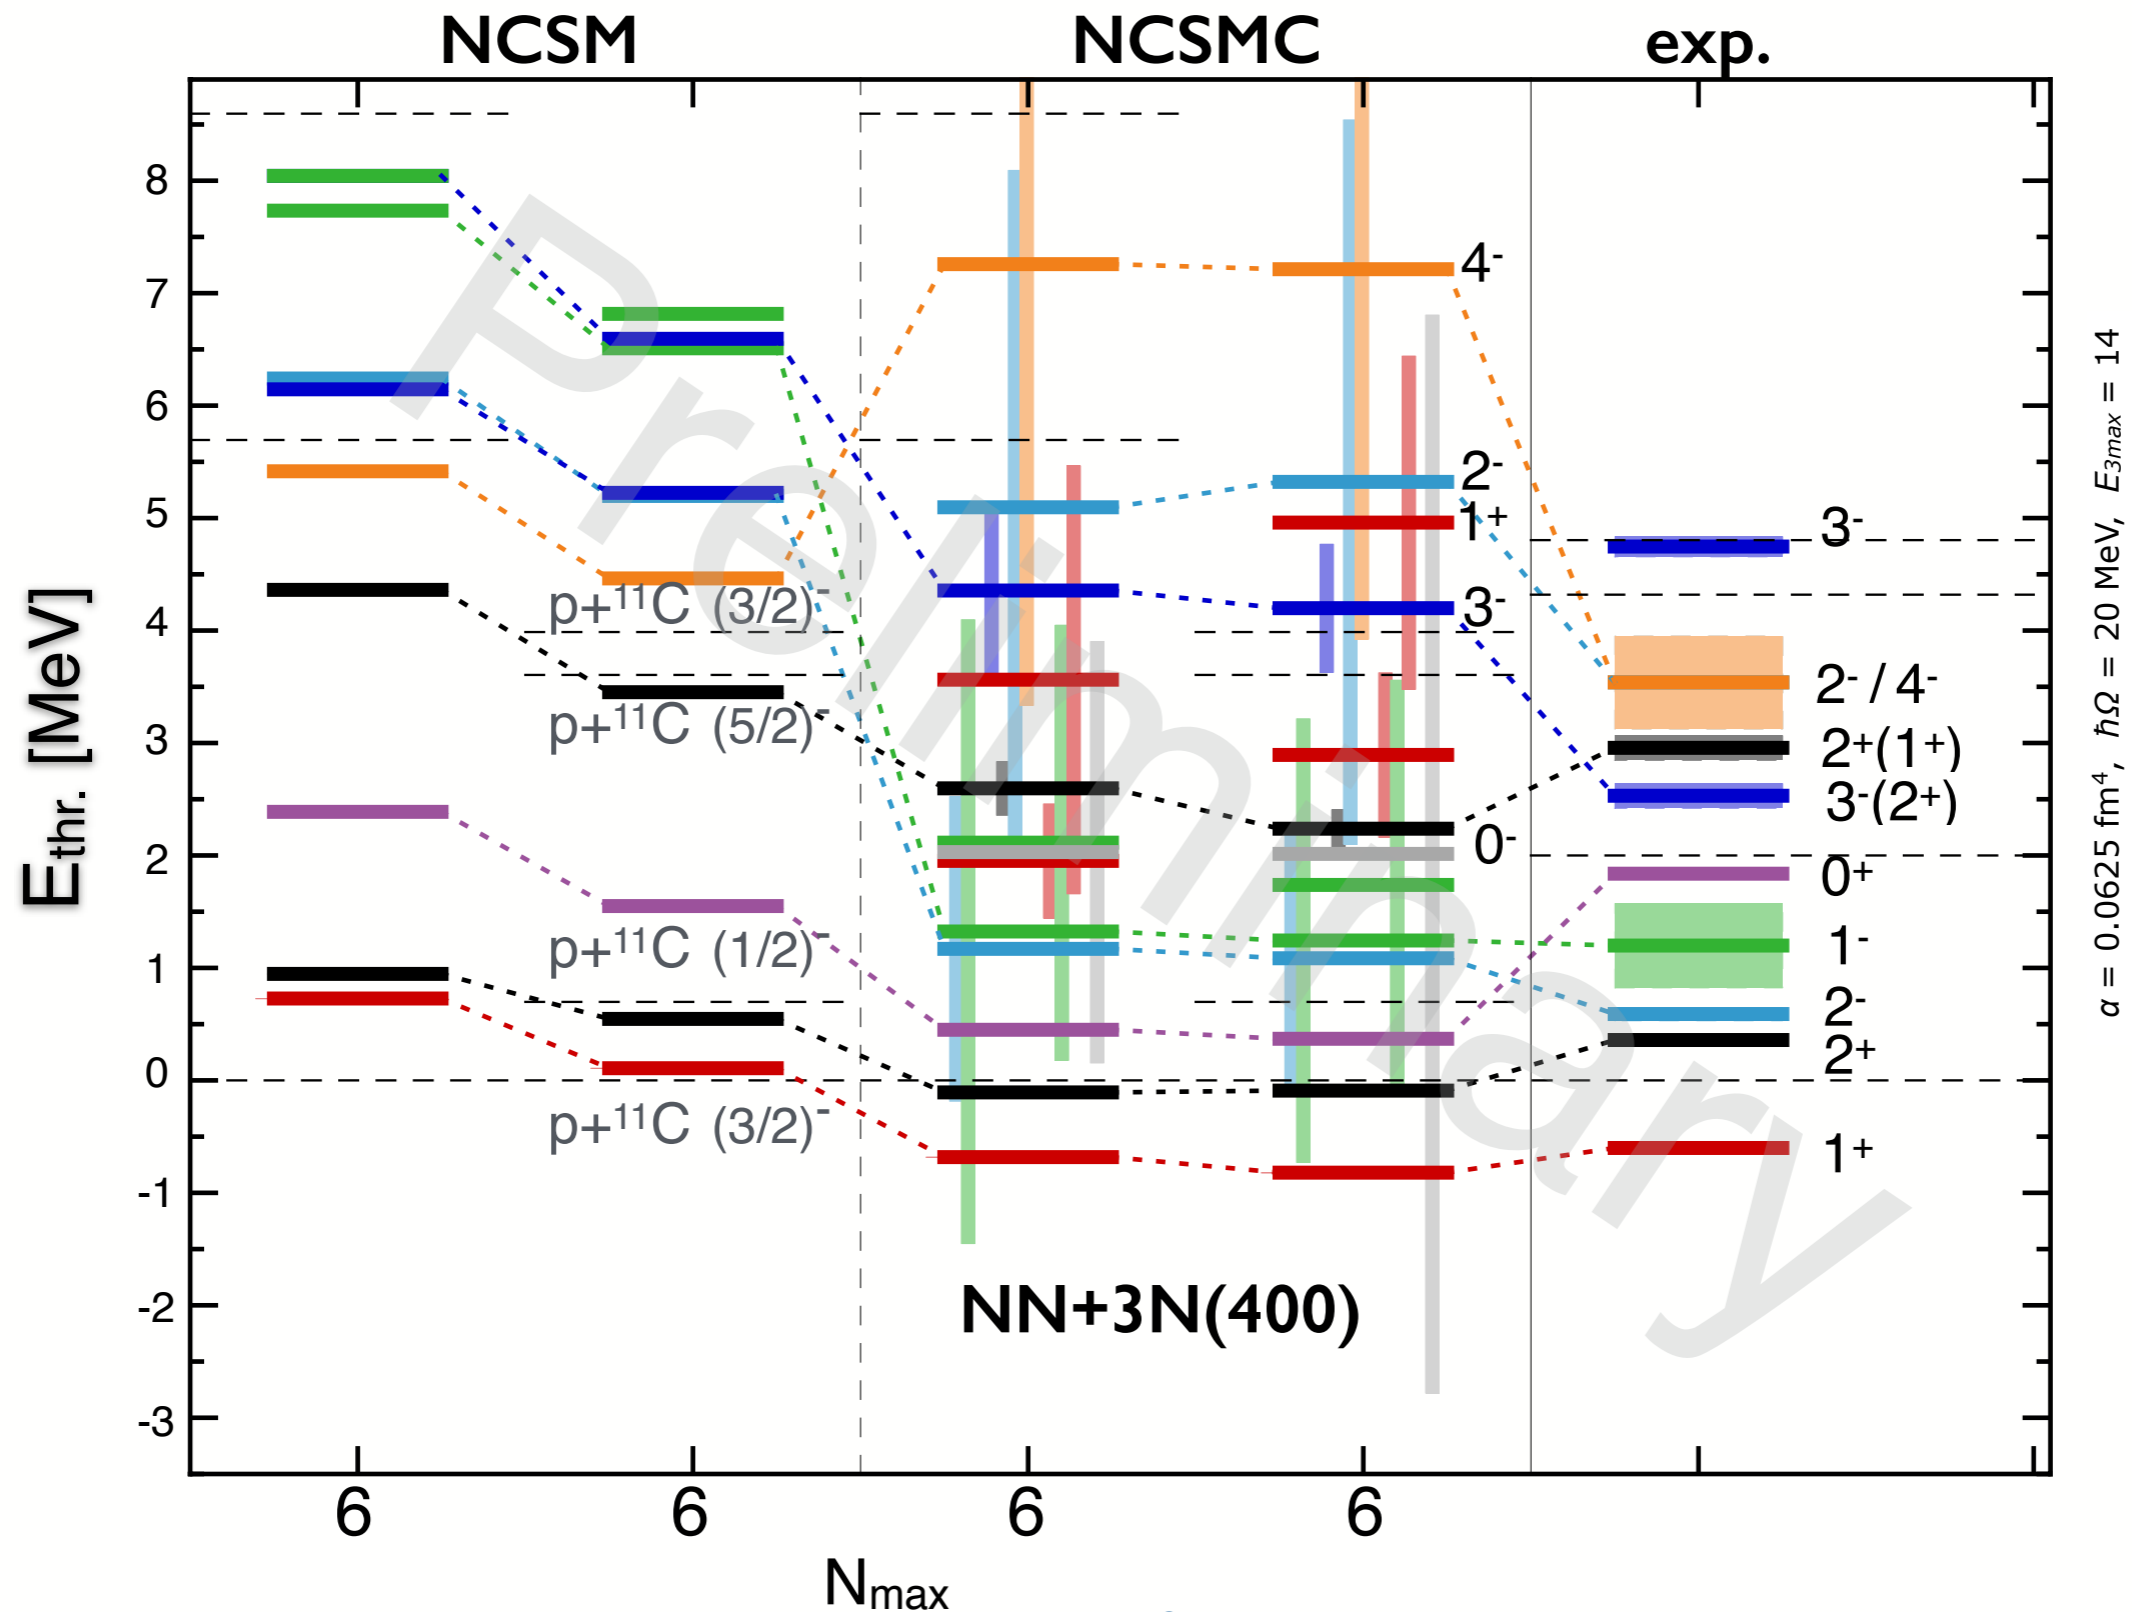 NCSM NCSMC exp.
8
7
6
5
4
3
2
1
0
-1
-2
-3
E thr. [MeV]
p+¹¹C (3/2)⁻
p+¹¹C (5/2)⁻
p+¹¹C (1/2)⁻
p+¹¹C (3/2)⁻
4⁻
2⁻
1⁺
3⁻
0⁻
3⁻
2⁻ / 4⁻
2⁺(1⁺)
3⁻(2⁺)
0⁺
1⁻
2⁻
2⁺
1⁺
NN+3N(400)
Preliminary
6 6 6 6
Nmax
α = 0.0625 fm⁴, ℏΩ = 20 MeV, E3max = 14